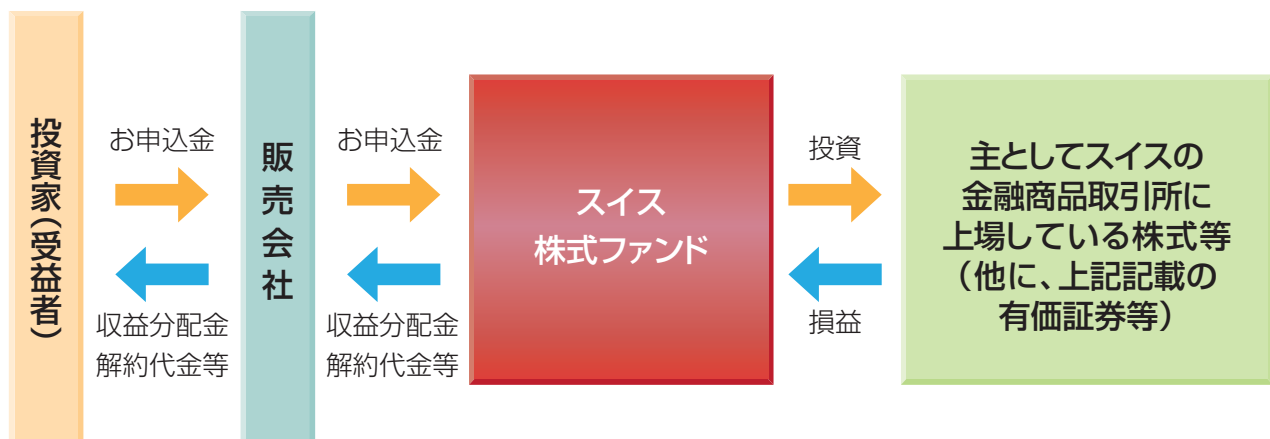 投資家(受益者)
お申込金
収益分配金
解約代金等
販売会社
お申込金
収益分配金
解約代金等
スイス
株式ファンド
投資
損益
主としてスイスの
金融商品取引所に
上場している株式等
(他に、上記記載の
有価証券等)